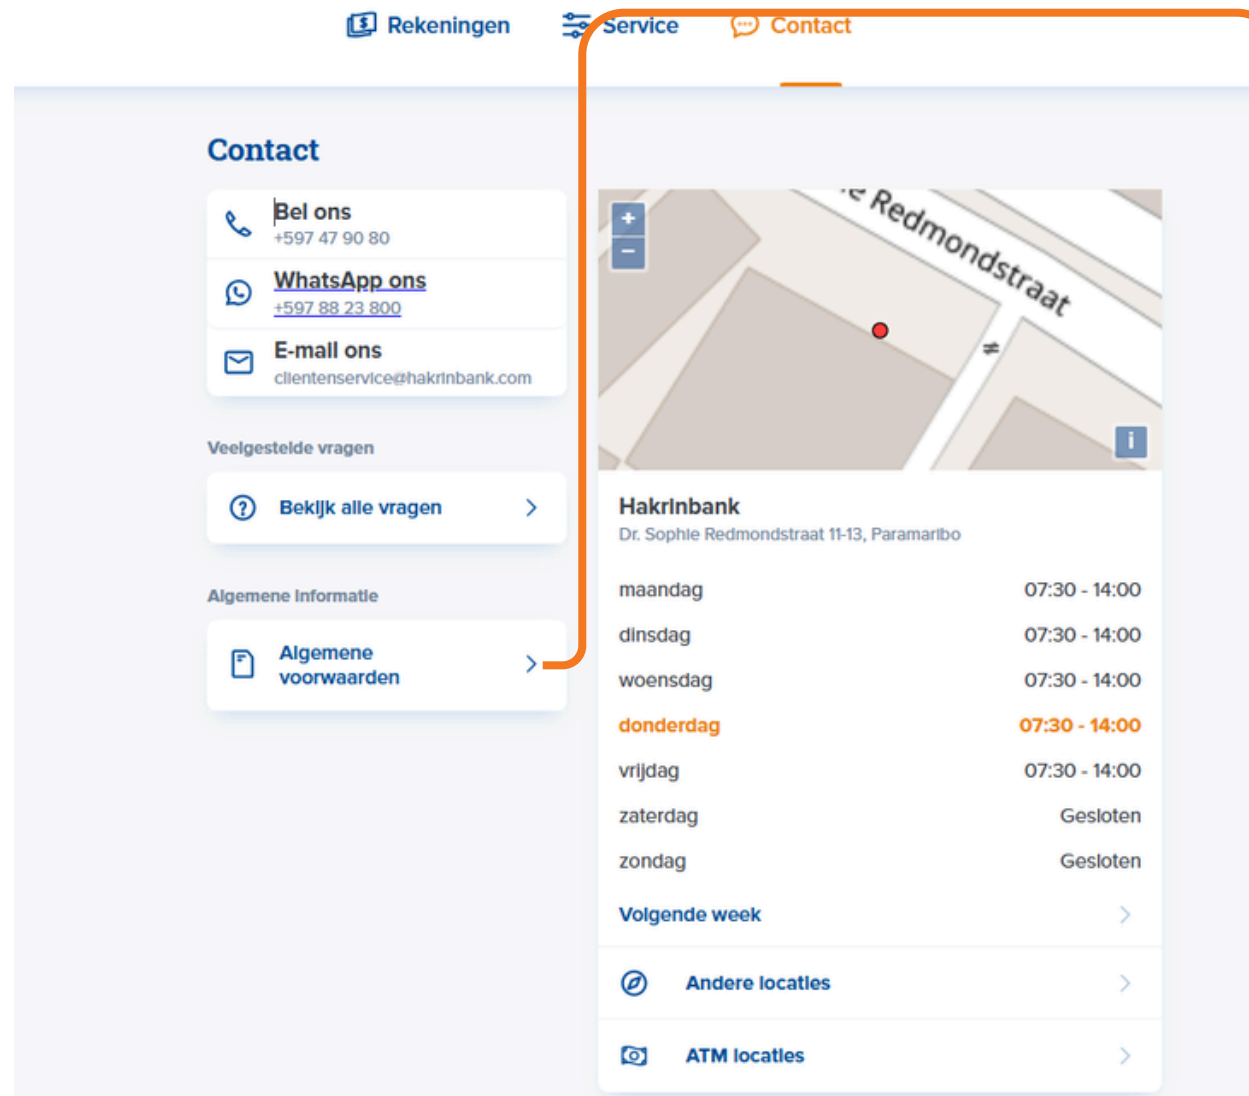 Rekeningen
Service
Contact
Contact
Bel ons
+597 47 90 80
WhatsApp ons
+597 88 23 800
E-mail ons
clientenservice@hakrinbank.com
Veelgestelde vragen
Bekijk alle vragen
Algemene Informatie
Algemene
voorwaarden
+
−
Redmondstraat
i
Hakrinbank
Dr. Sophie Redmondstraat 11-13, Paramaribo
maandag 07:30 - 14:00
dinsdag 07:30 - 14:00
woensdag 07:30 - 14:00
donderdag 07:30 - 14:00
vrijdag 07:30 - 14:00
zaterdag Gesloten
zondag Gesloten
Volgende week
Andere locaties
ATM locaties